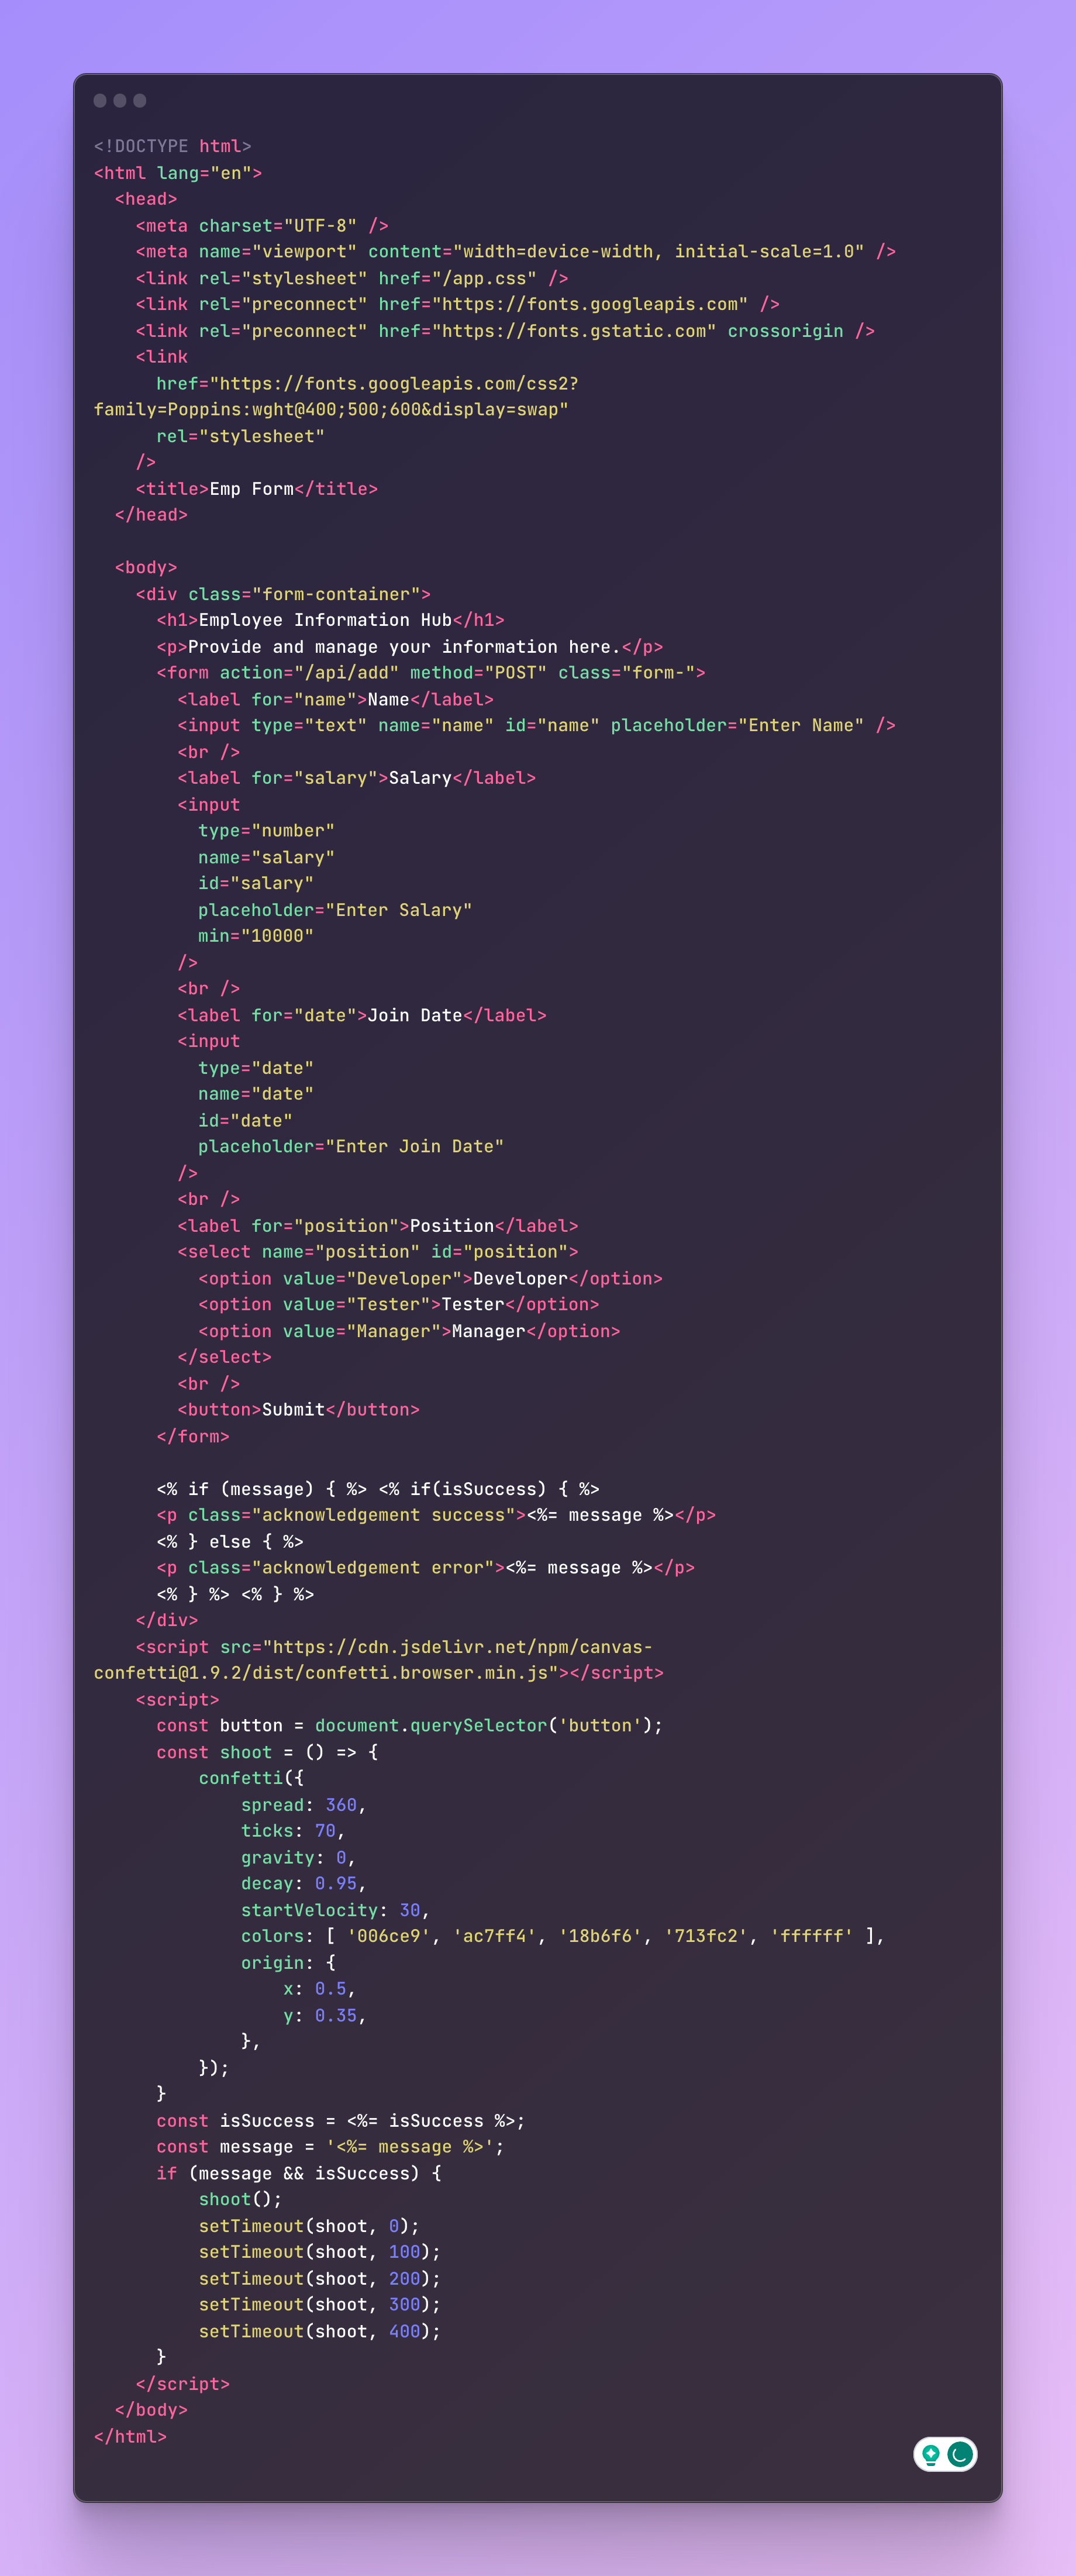 <!DOCTYPE html>
<html lang="en">
  <head>
    <meta charset="UTF-8" />
    <meta name="viewport" content="width=device-width, initial-scale=1.0" />
    <link rel="stylesheet" href="/app.css" />
    <link rel="preconnect" href="https://fonts.googleapis.com" />
    <link rel="preconnect" href="https://fonts.gstatic.com" crossorigin />
    <link
      href="https://fonts.googleapis.com/css2?
family=Poppins:wght@400;500;600&display=swap"
      rel="stylesheet"
    />
    <title>Emp Form</title>
  </head>

  <body>
    <div class="form-container">
      <h1>Employee Information Hub</h1>
      <p>Provide and manage your information here.</p>
      <form action="/api/add" method="POST" class="form-">
        <label for="name">Name</label>
        <input type="text" name="name" id="name" placeholder="Enter Name" />
        <br />
        <label for="salary">Salary</label>
        <input
          type="number"
          name="salary"
          id="salary"
          placeholder="Enter Salary"
          min="10000"
        />
        <br />
        <label for="date">Join Date</label>
        <input
          type="date"
          name="date"
          id="date"
          placeholder="Enter Join Date"
        />
        <br />
        <label for="position">Position</label>
        <select name="position" id="position">
          <option value="Developer">Developer</option>
          <option value="Tester">Tester</option>
          <option value="Manager">Manager</option>
        </select>
        <br />
        <button>Submit</button>
      </form>

      <% if (message) { %> <% if(isSuccess) { %>
      <p class="acknowledgement success"><%= message %></p>
      <% } else { %>
      <p class="acknowledgement error"><%= message %></p>
      <% } %> <% } %>
    </div>
    <script src="https://cdn.jsdelivr.net/npm/canvas-
confetti@1.9.2/dist/confetti.browser.min.js"></script>
    <script>
      const button = document.querySelector('button');
      const shoot = () => {
          confetti({
              spread: 360,
              ticks: 70,
              gravity: 0,
              decay: 0.95,
              startVelocity: 30,
              colors: [ '006ce9', 'ac7ff4', '18b6f6', '713fc2', 'ffffff' ],
              origin: {
                  x: 0.5,
                  y: 0.35,
              },
          });
      }
      const isSuccess = <%= isSuccess %>;
      const message = '<%= message %>';
      if (message && isSuccess) {
          shoot();
          setTimeout(shoot, 0);
          setTimeout(shoot, 100);
          setTimeout(shoot, 200);
          setTimeout(shoot, 300);
          setTimeout(shoot, 400);
      }
    </script>
  </body>
</html>